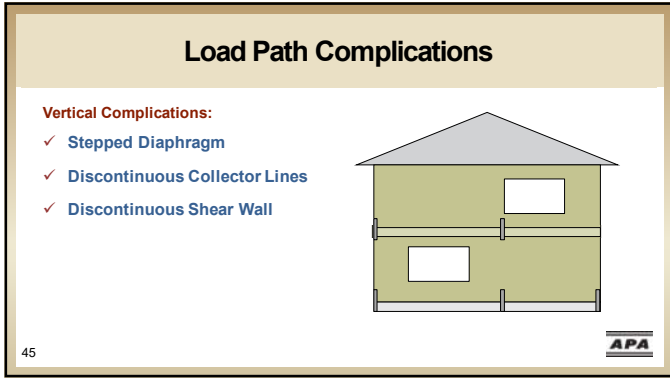 Load Path Complications
Vertical Complications:
✓ Stepped Diaphragm
✓ Discontinuous Collector Lines
✓ Discontinuous Shear Wall
45
APA